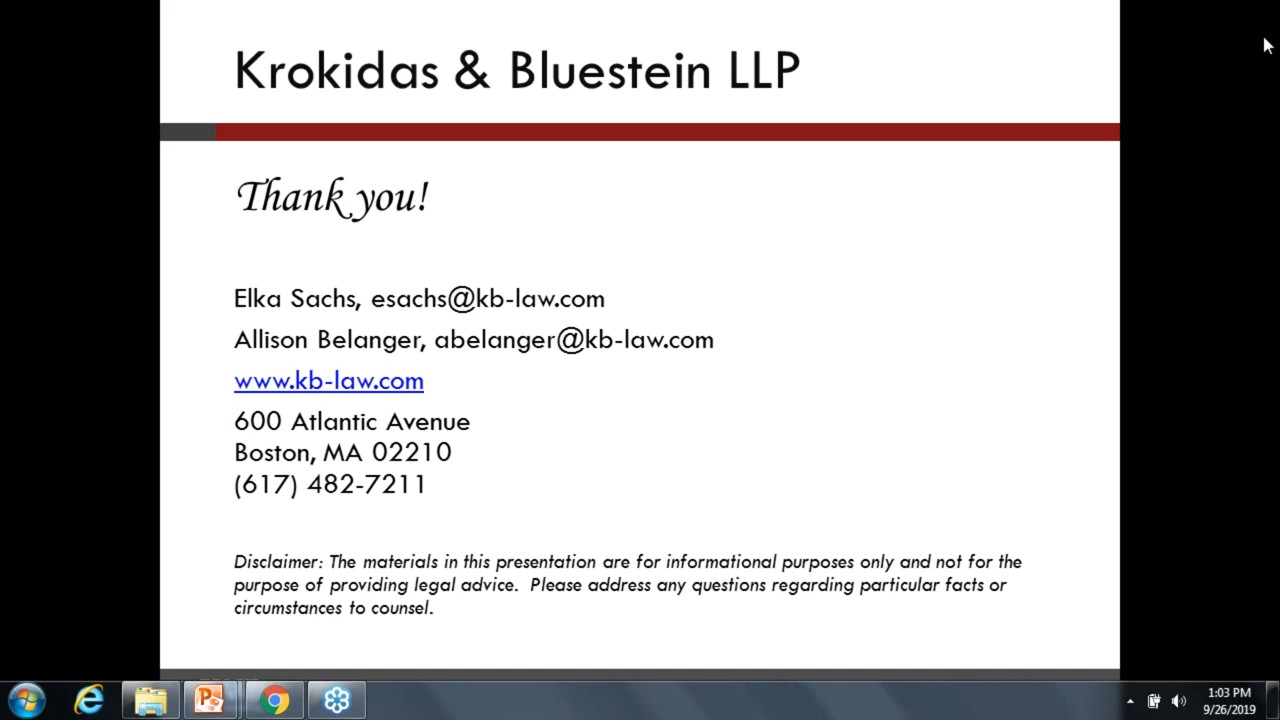 Krokidas & Bluestein LLP
Thank you!
Elka Sachs, esachs@kb-law.com
Allison Belanger, abelanger@kb-law.com
www.kb-law.com
600 Atlantic Avenue
Boston, MA 02210
(617) 482-7211
Disclaimer: The materials in this presentation are for informational purposes only and not for the
purpose of providing legal advice.  Please address any questions regarding particular facts or
circumstances to counsel.
1:03 PM
9/26/2019